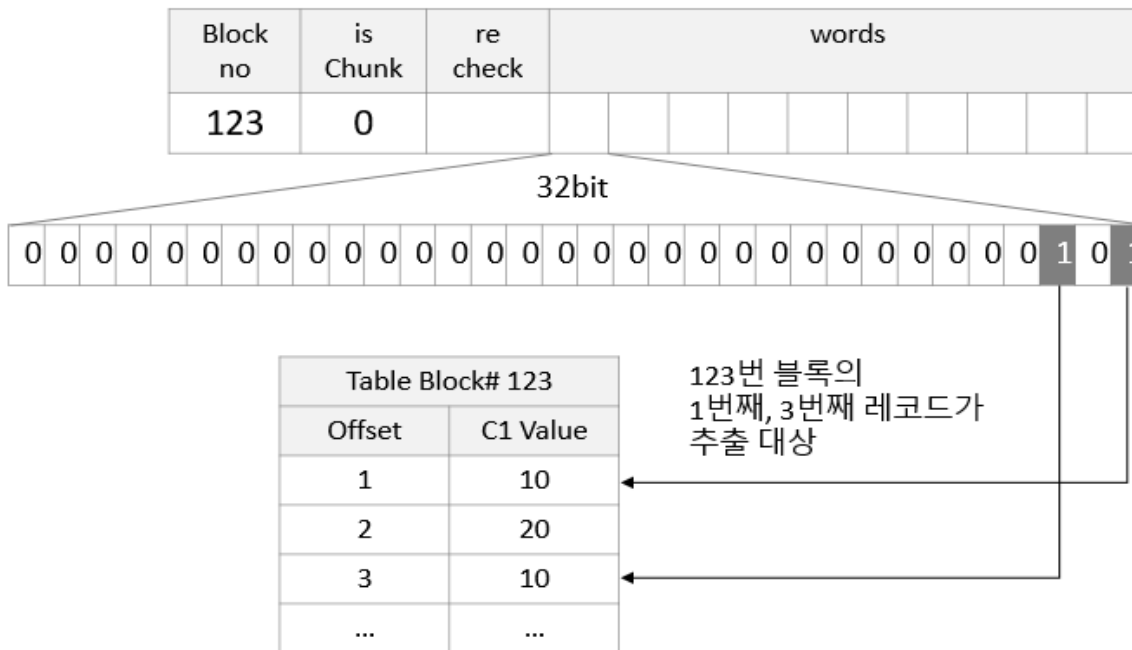 Block no
is Chunk
re check
words
123
0
32bit
0 0 0 0 0 0 0 0 0 0 0 0 0 0 0 0 0 0 0 0 0 0 0 0 0 0 0 0 0 1 0 1
Table Block# 123
Offset C1 Value
1 10
2 20
3 10
... ...
123번 블록의
1번째, 3번째 레코드가
추출 대상